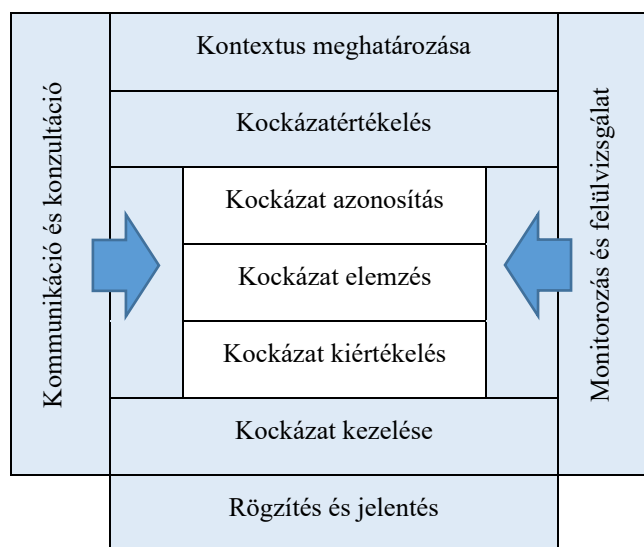 Kontextus meghatározása
Kockázatértékelés
Kockázat azonosítás
Kockázat elemzés
Kockázat kiértékelés
Kockázat kezelése
Rögzítés és jelentés
Kommunikáció és konzultáció
Monitorozás és felülvizsgálat